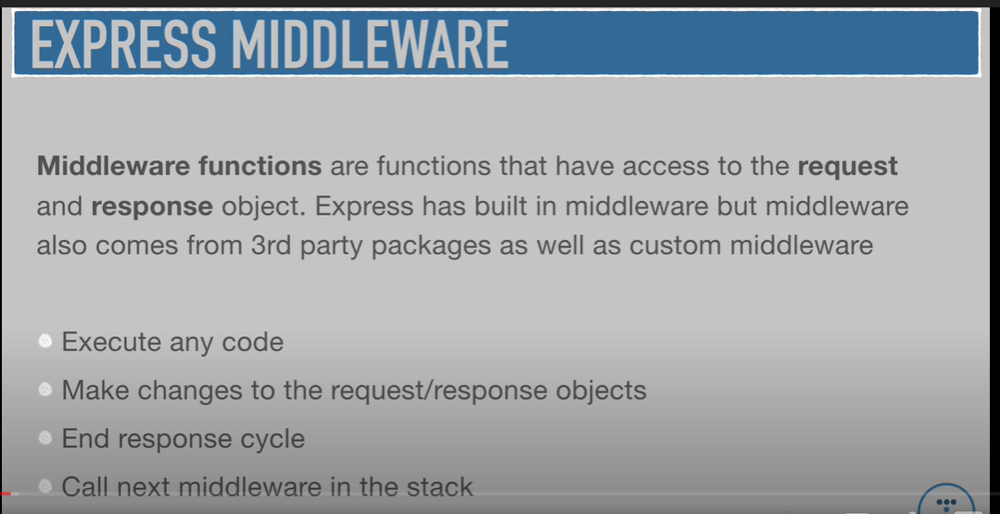 EXPRESS MIDDLEWARE
Middleware functions are functions that have access to the request
and response object. Express has built in middleware but middleware
also comes from 3rd party packages as well as custom middleware
Execute any code
Make changes to the request/response objects
End response cycle
Call next middleware in the stack